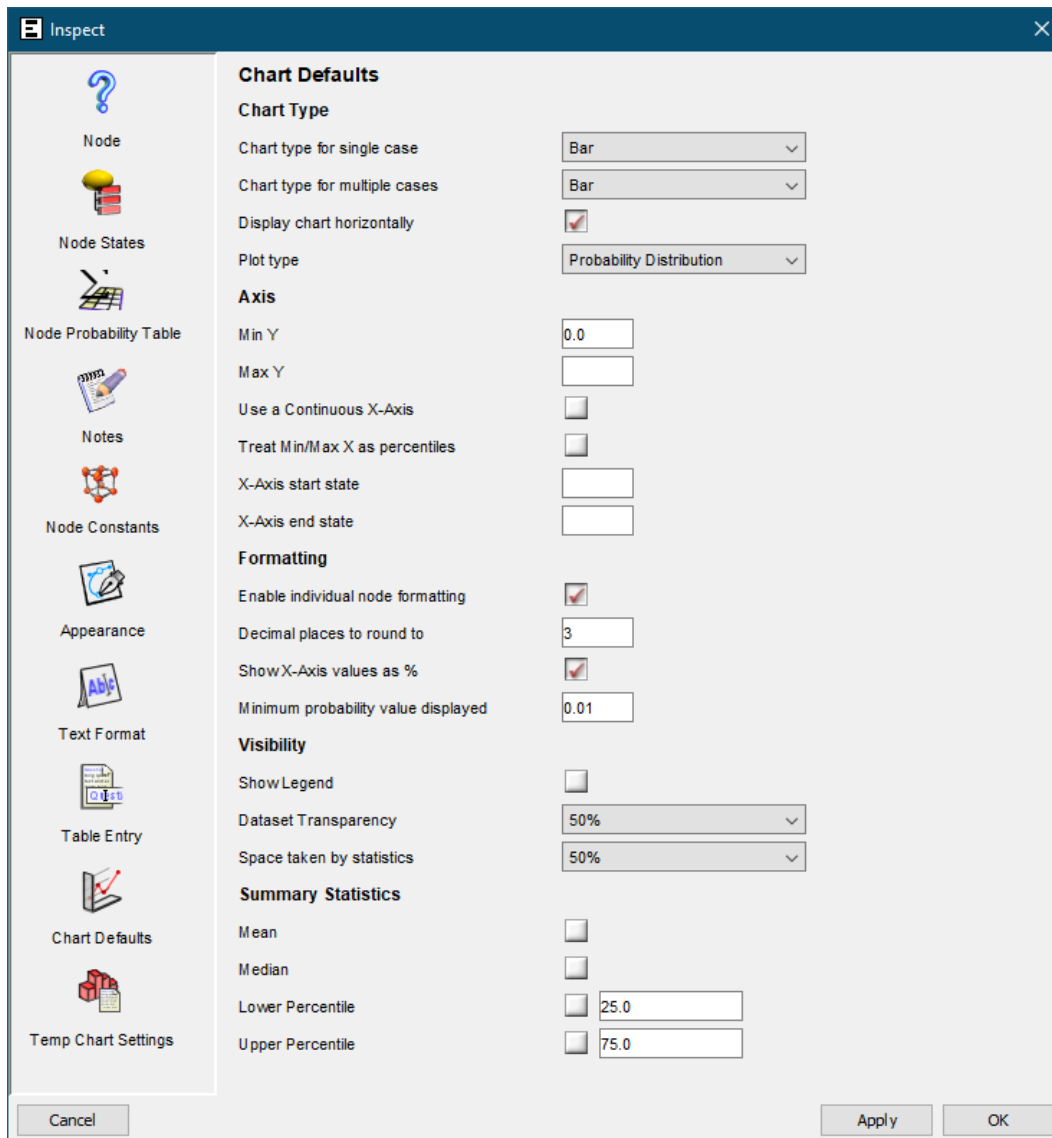 Inspect
Node
Node States
Node Probability Table
Notes
Node Constants
Appearance
Ab|c
Text Format
Questi
Table Entry
Chart Defaults
Temp Chart Settings
Chart Defaults
Chart Type
Chart type for single case Bar
Chart type for multiple cases Bar
Display chart horizontally
Plot type Probability Distribution
Axis
Min Y 0.0
Max Y
Use a Continuous X-Axis
Treat Min/Max X as percentiles
X-Axis start state
X-Axis end state
Formatting
Enable individual node formatting
Decimal places to round to 3
Show X-Axis values as %
Minimum probability value displayed 0.01
Visibility
Show Legend
Dataset Transparency 50%
Space taken by statistics 50%
Summary Statistics
Mean
Median
Lower Percentile 25.0
Upper Percentile 75.0
Cancel Apply OK